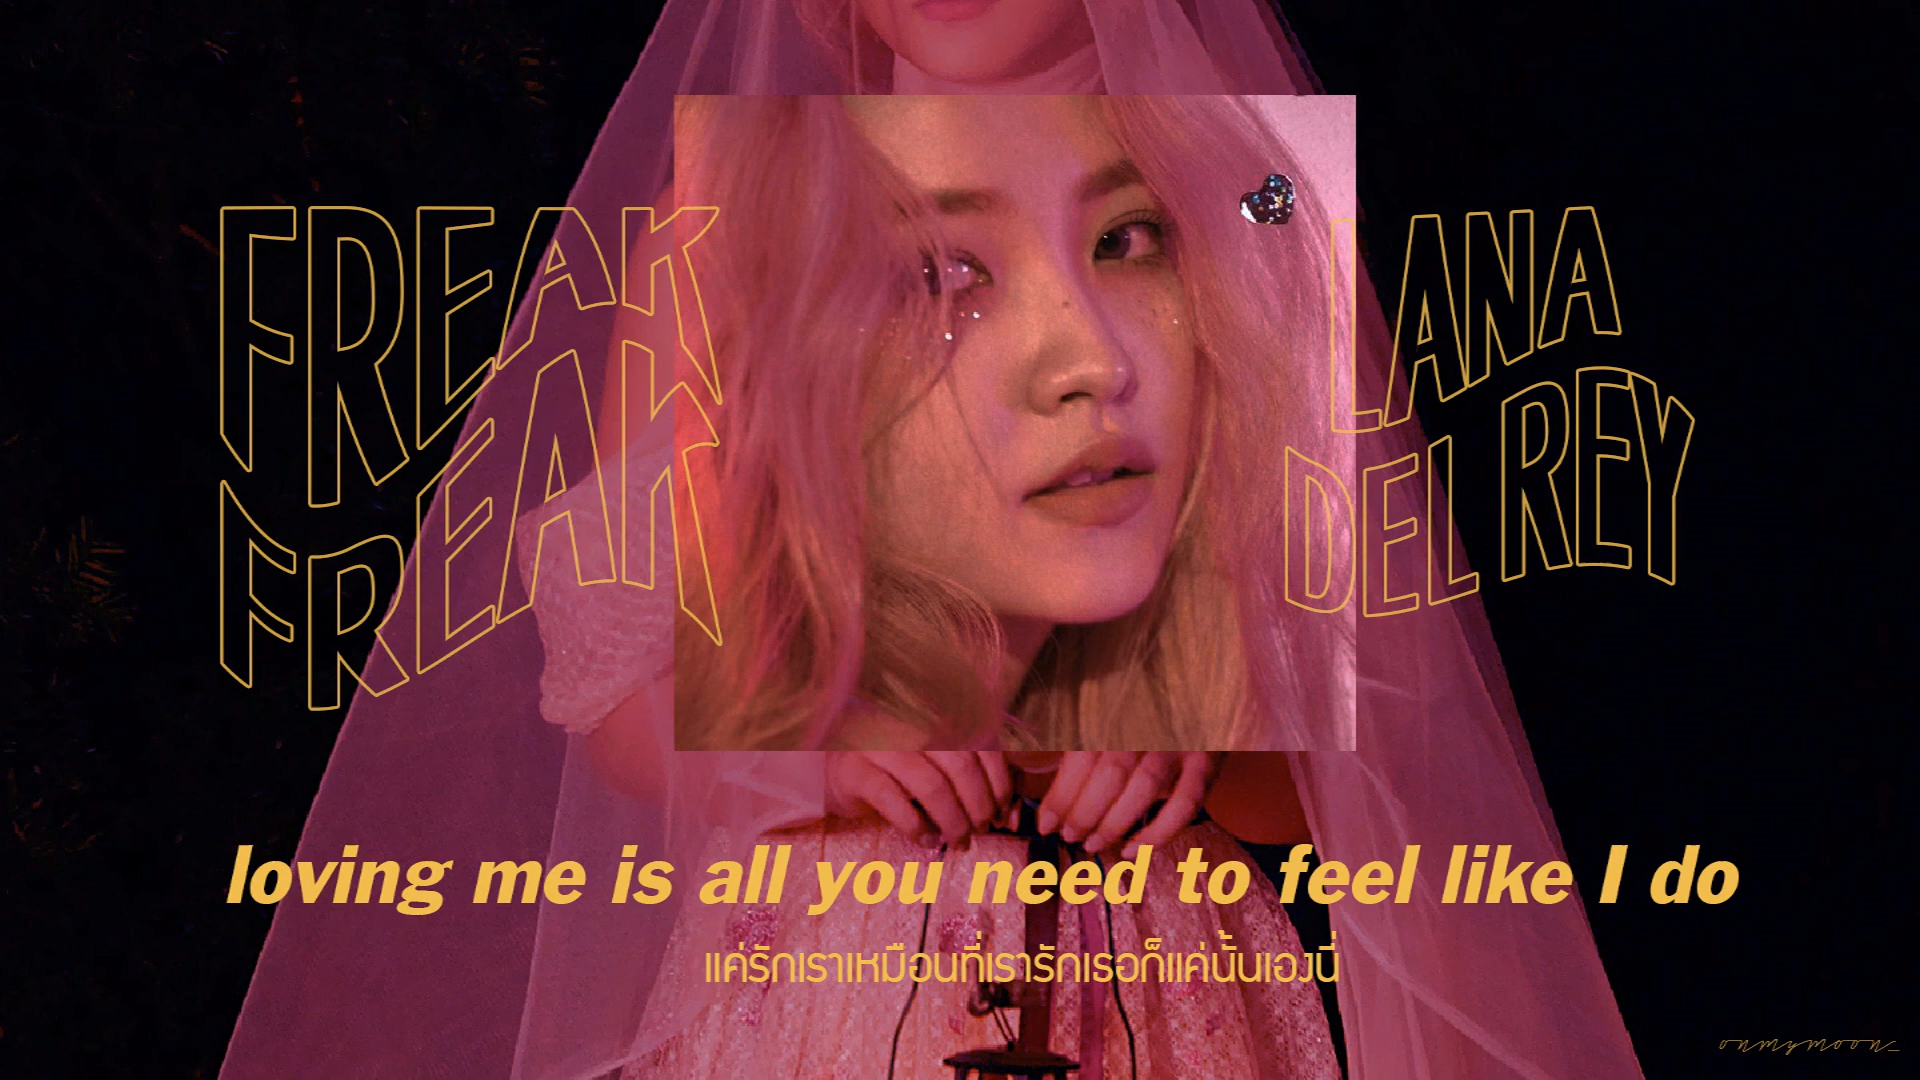 FREAK
FREAK
LANA
DEL REY
loving me is all you need to feel like I do
แค่รักเราเหมือนที่เรารักเธอก็แค่นั้นเองนี่
onmymoon_